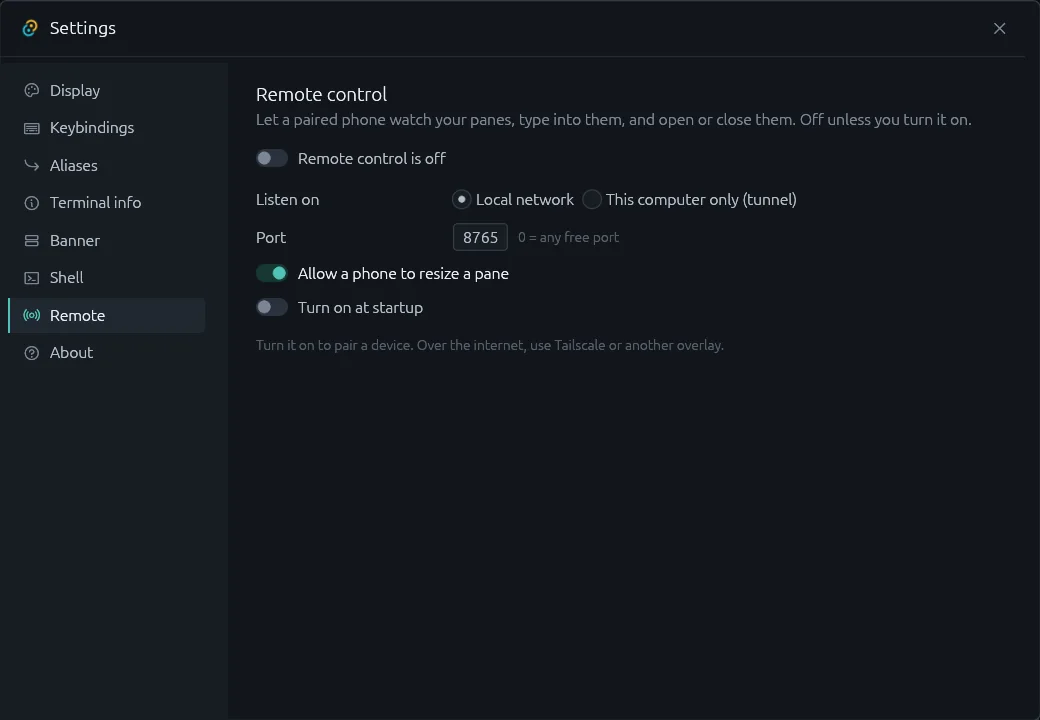 Settings
Display
Keybindings
Aliases
Terminal info
Banner
Shell
Remote
About
Remote control
Let a paired phone watch your panes, type into them, and open or close them. Off unless you turn it on.
Remote control is off
Listen on Local network This computer only (tunnel)
Port 8765 0 = any free port
Allow a phone to resize a pane
Turn on at startup
Turn it on to pair a device. Over the internet, use Tailscale or another overlay.